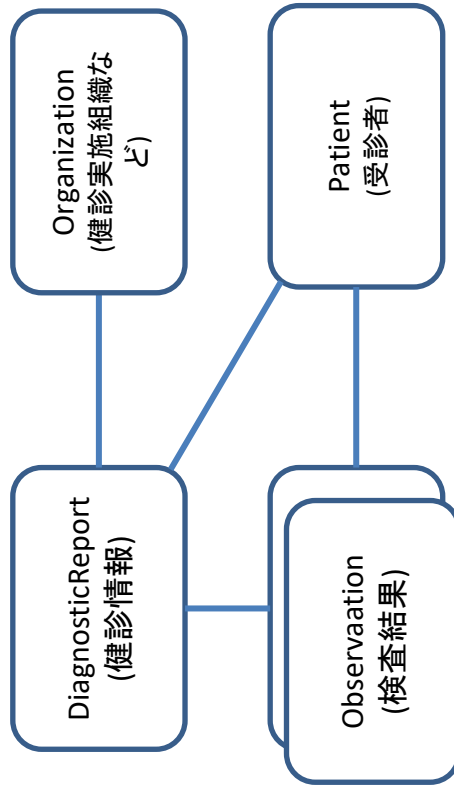 DiagnosticReport
(健診情報)
Organization
(健診実施組織な
ど)
Observaation
(検査結果)
Patient
(受診者)